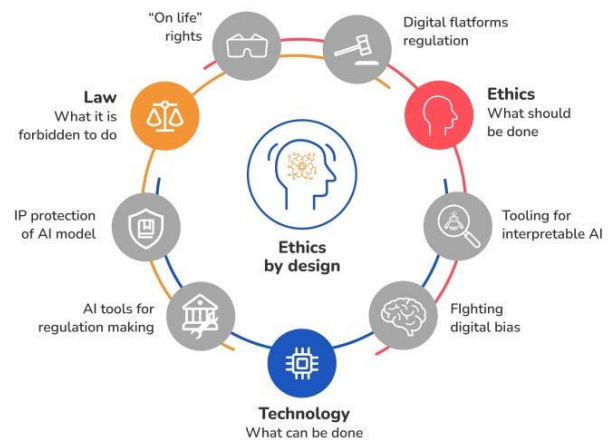 “On life”
rights
Digital flatforms
regulation
Law
What it is
forbidden to do
Ethics
What should
be done
IP protection
of AI model
Ethics
by design
Tooling for
interpretable AI
AI tools for
regulation making
FIghting
digital bias
Technology
What can be done